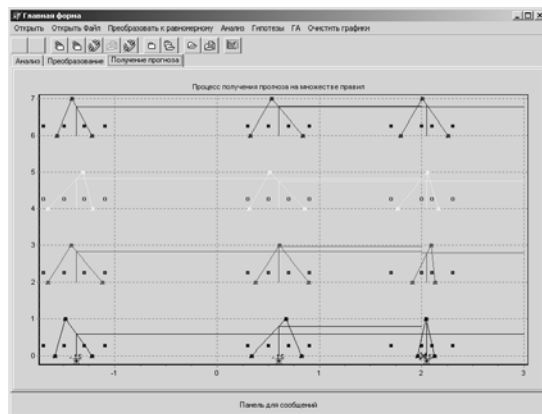 Главная форма
Открыть Открыть Файл Преобразовать к равномерному Анализ Гипотезы ГА Очистить графики
Анализ Преобразование Получение прогноза
Процесс получения прогноза на множестве правил
7
6
5
4
3
2
1
0
-1 0 1 2 3
Панель для сообщений